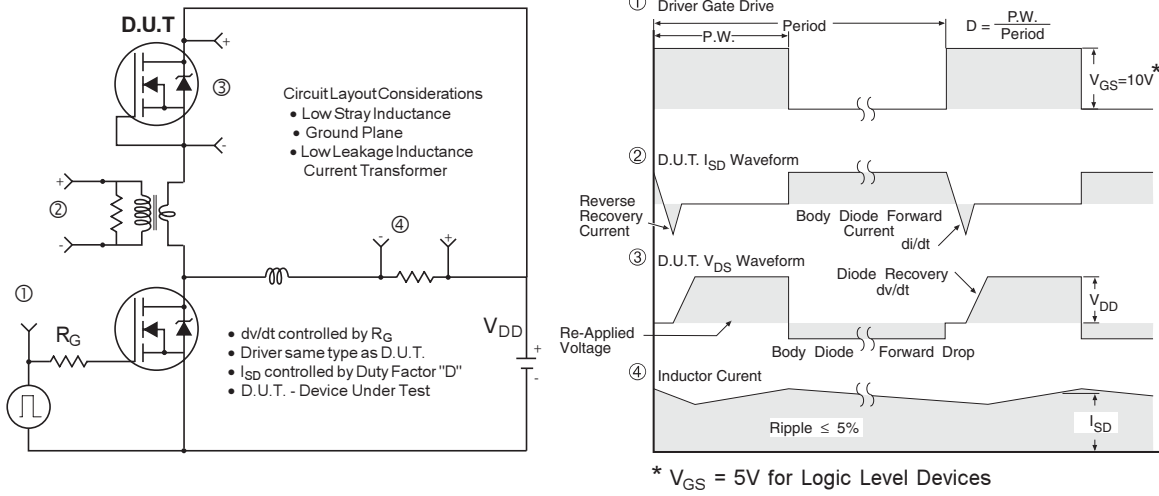 D.U.T
+
③
-
Circuit Layout Considerations
• Low Stray Inductance
• Ground Plane
• Low Leakage Inductance
Current Transformer
+
②
-
④
-
+
①
R_G
• dv/dt controlled by R_G
• Driver same type as D.U.T.
• I_SD controlled by Duty Factor "D"
• D.U.T. - Device Under Test
V_DD
+
-
① Driver Gate Drive
Period
P.W.
D = P.W. / Period
V_GS=10V*
② D.U.T. I_SD Waveform
Reverse
Recovery
Current
Body Diode Forward
Current
di/dt
③ D.U.T. V_DS Waveform
Diode Recovery
dv/dt
V_DD
Re-Applied
Voltage
Body Diode Forward Drop
④ Inductor Curent
Ripple ≤ 5%
I_SD
* V_GS = 5V for Logic Level Devices